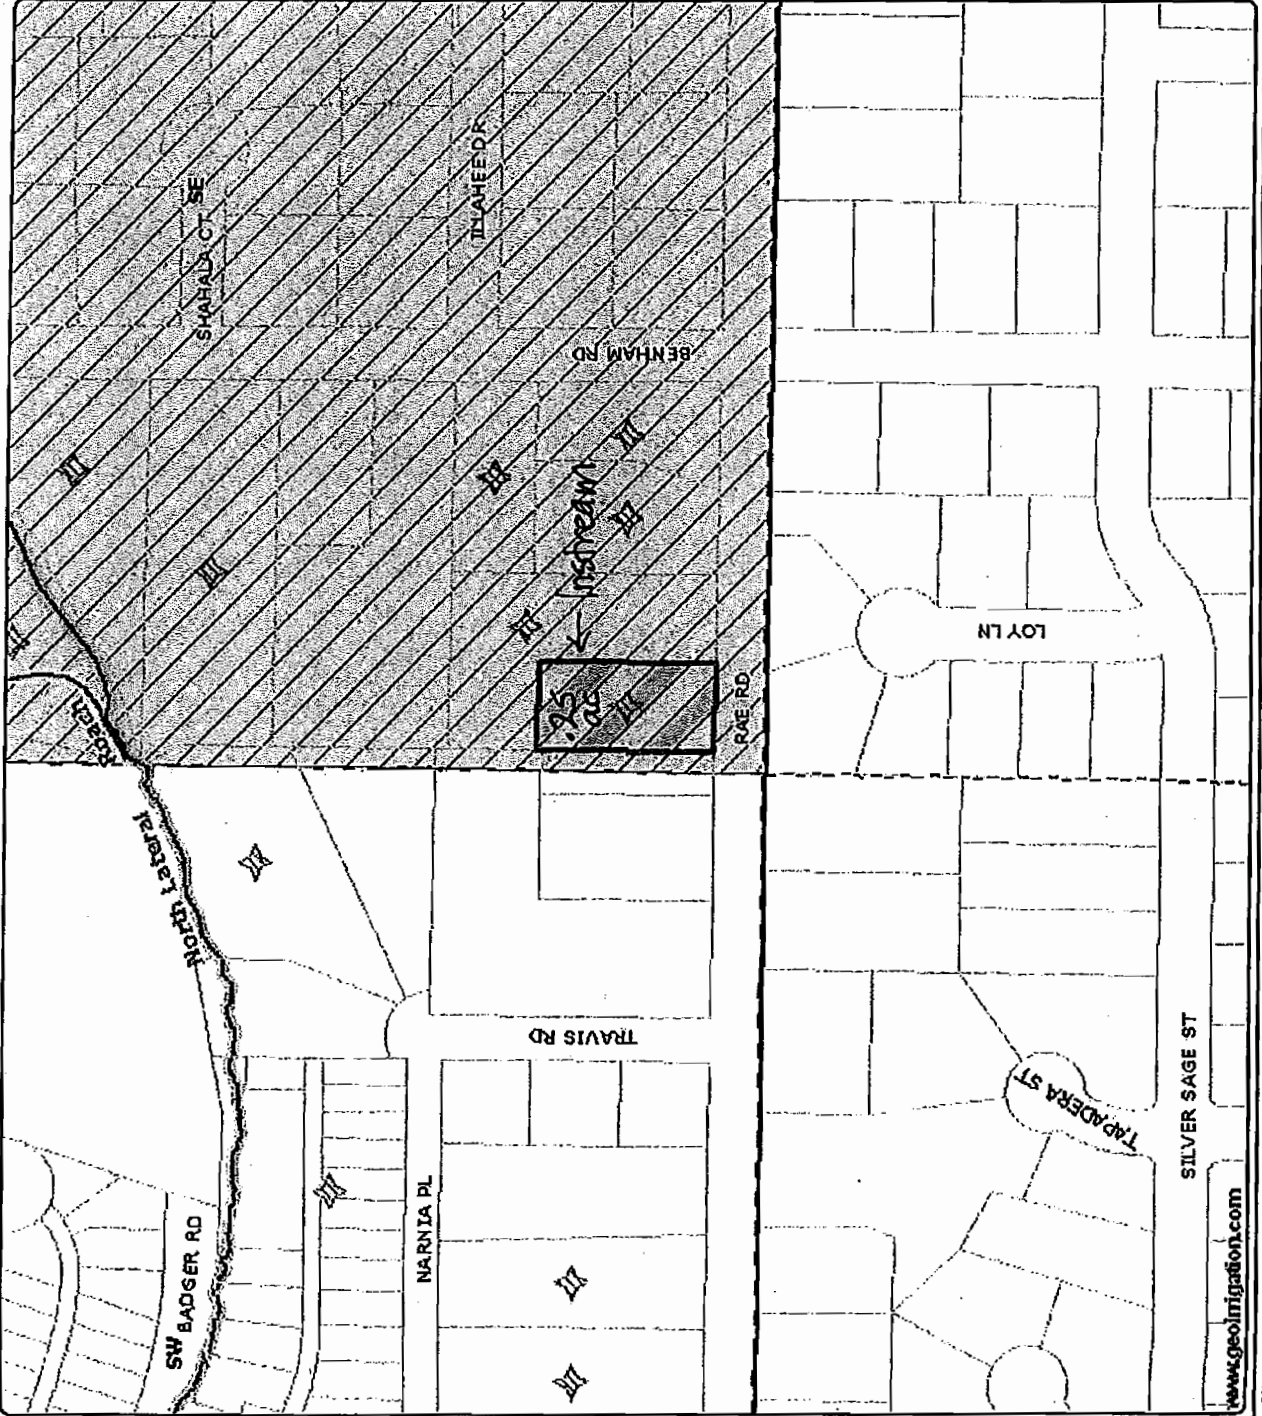 SHAHALA CT SE
ILLAHEE DR
BENHAM RD
Instream
.25
ac
RAE RD
LOY LN
Roach
North Lateral
TRAVIS RD
NARNIA PL
SW BADGER RD
TAPADERA ST
SILVER SAGE ST
www.geoirrigation.com